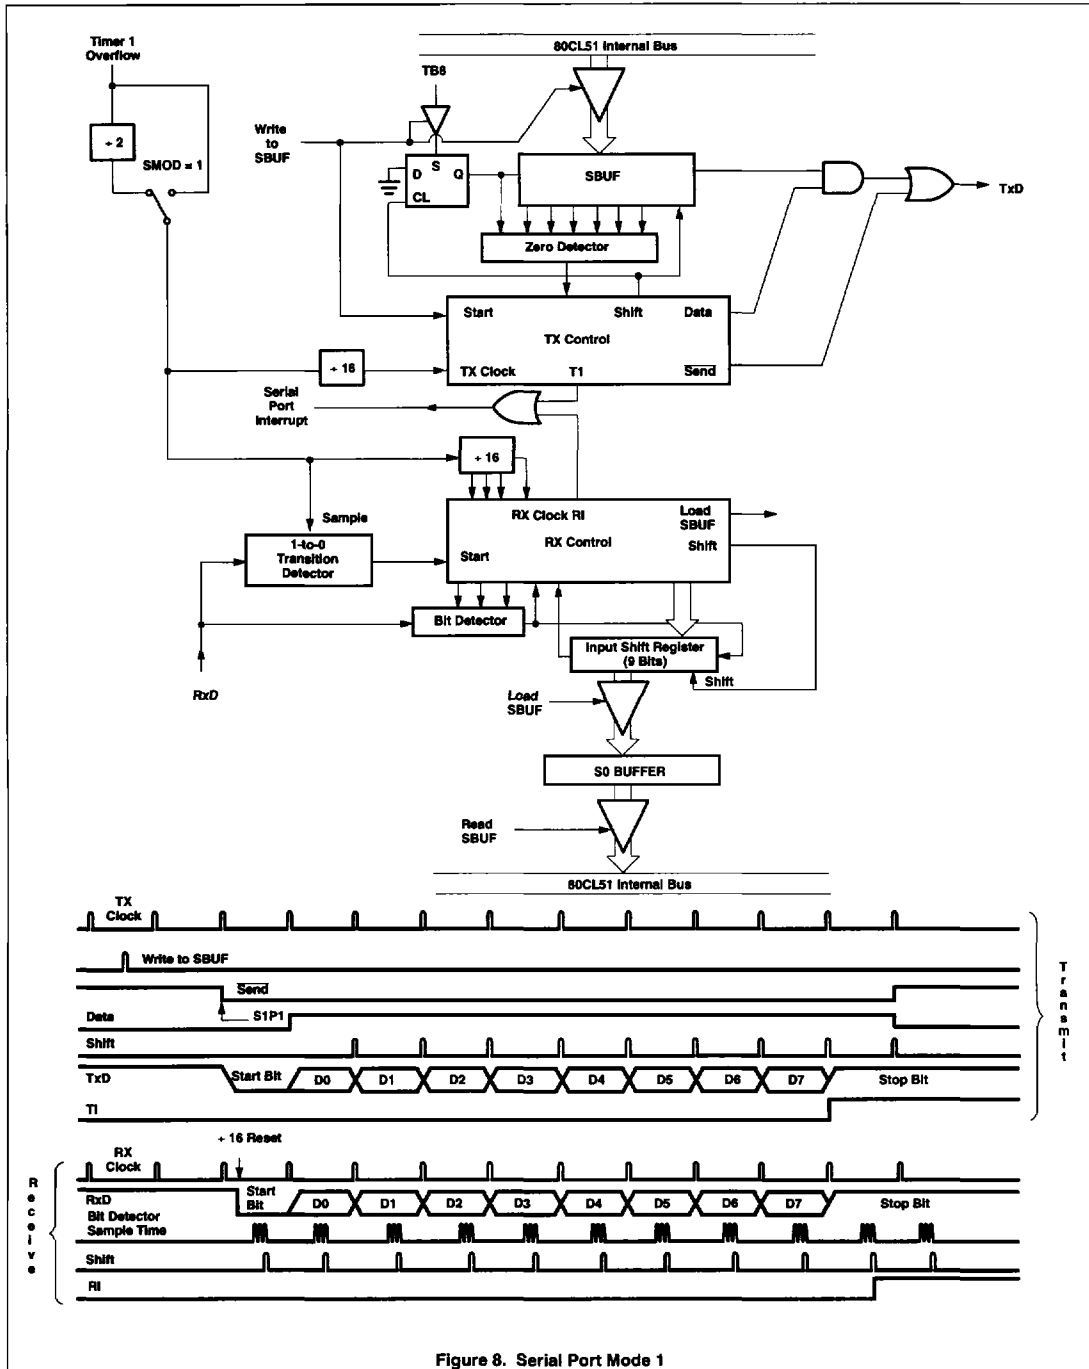 Timer 1
Overflow
80CL51 Internal Bus
TB8
÷ 2
Write
to
SBUF
SMOD = 1
S
D
Q
CL
SBUF
TxD
Zero Detector
Start
Shift
Data
TX Control
÷ 16
TX Clock
T1
Send
Serial
Port
Interrupt
÷ 16
Sample
RX Clock RI
Load
SBUF
RX Control
Shift
Start
1-to-0
Transition
Detector
Bit Detector
Input Shift Register
(9 Bits)
Shift
RxD
Load
SBUF
S0 BUFFER
Read
SBUF
80CL51 Internal Bus
TX
Clock
Write to SBUF
Send
Data
S1P1
Shift
TxD
Start Bit
D0
D1
D2
D3
D4
D5
D6
D7
Stop Bit
TI
Transmit
÷ 16 Reset
RX
Clock
RxD
Start
Bit
D0
D1
D2
D3
D4
D5
D6
D7
Stop Bit
Bit Detector
Sample Time
Shift
RI
Receive
Figure 8. Serial Port Mode 1